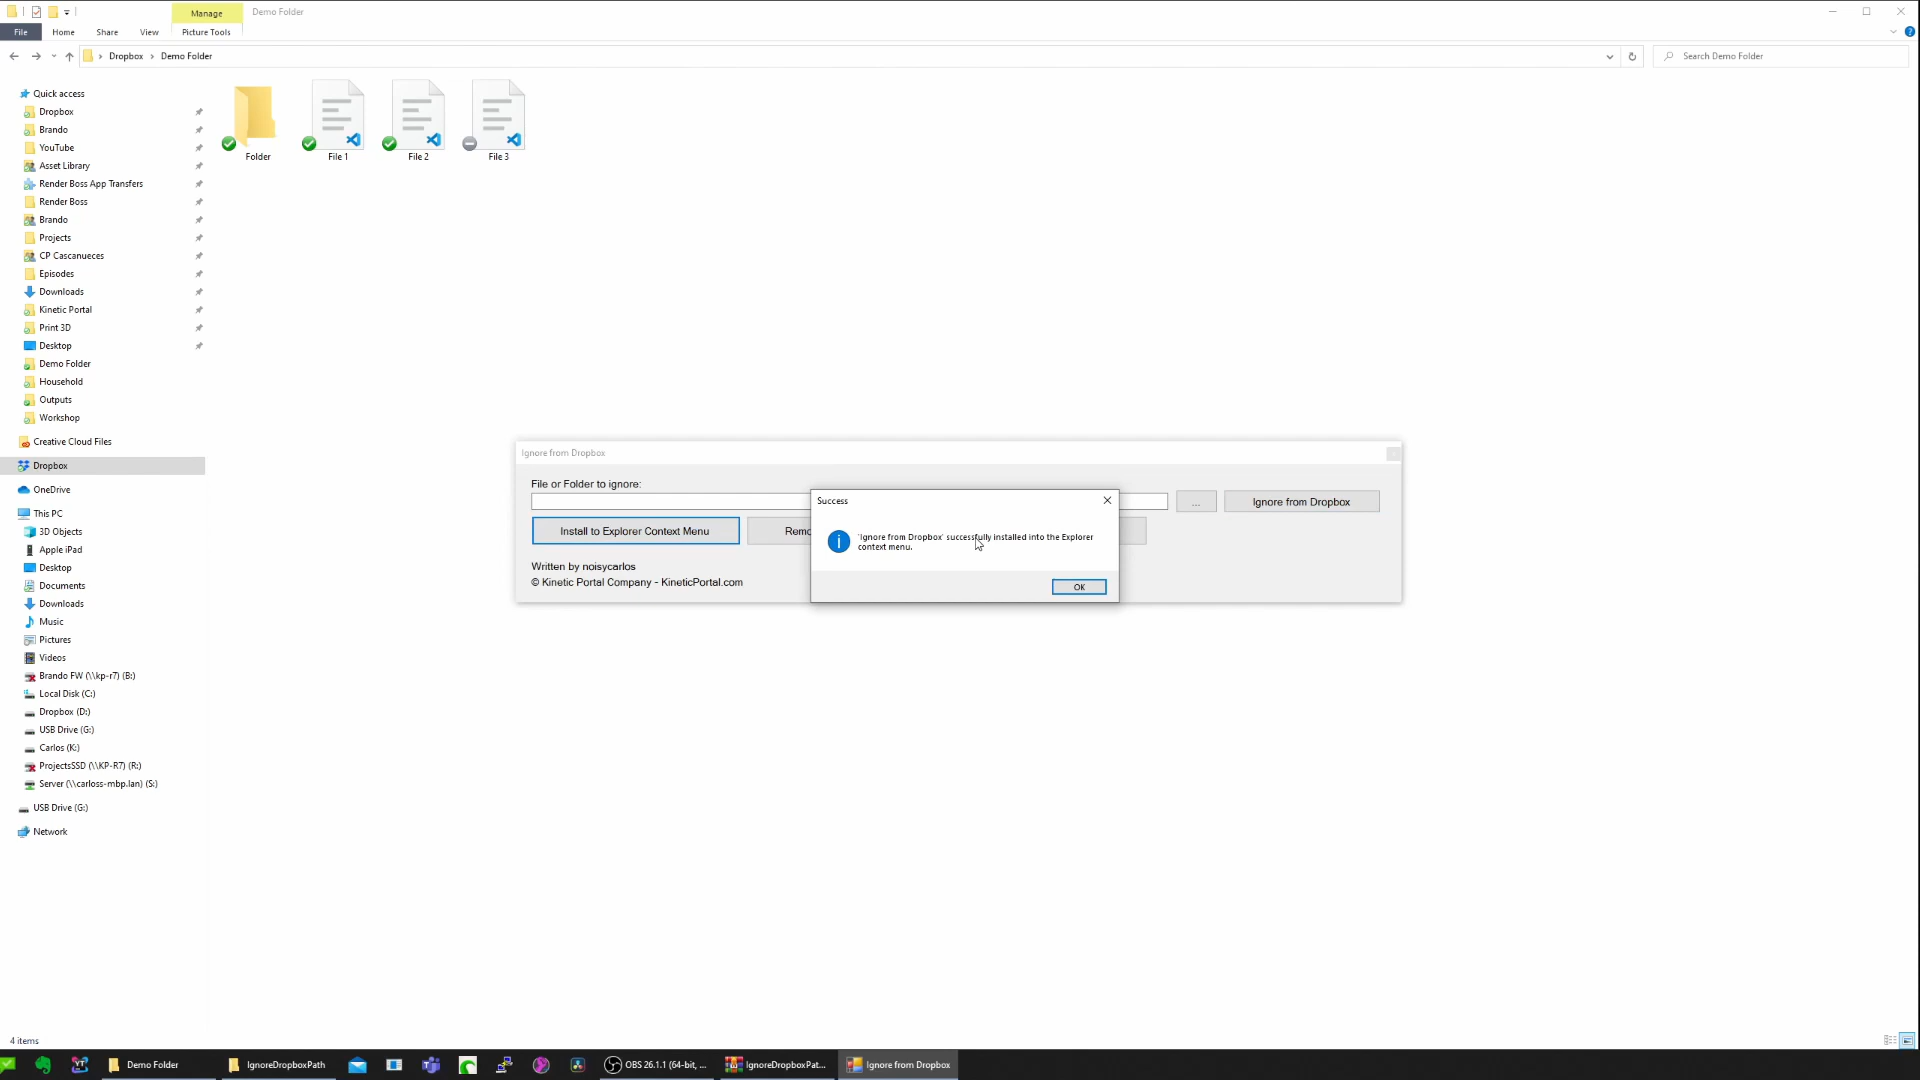 Manage
Demo Folder
File
Home
Share
View
Picture Tools
Dropbox
Demo Folder
Search Demo Folder
Quick access
Dropbox
Brando
YouTube
Asset Library
Render Boss App Transfers
Render Boss
Brando
Projects
CP Cascanueces
Episodes
Downloads
Kinetic Portal
Print 3D
Desktop
Demo Folder
Household
Outputs
Workshop
Creative Cloud Files
Dropbox
OneDrive
This PC
3D Objects
Apple iPad
Desktop
Documents
Downloads
Music
Pictures
Videos
Brando FW (\\kp-r7) (B:)
Local Disk (C:)
Dropbox (D:)
USB Drive (G:)
Carlos (K:)
ProjectsSSD (\\KP-R7) (R:)
Server (\\carloss-mbp.lan) (S:)
USB Drive (G:)
Network
Folder
File 1
File 2
File 3
Ignore from Dropbox
File or Folder to ignore:
...
Ignore from Dropbox
Install to Explorer Context Menu
Written by noisycarlos
© Kinetic Portal Company - KineticPortal.com
Success
'Ignore from Dropbox' successfully installed into the Explorer
context menu.
OK
4 items
Demo Folder
IgnoreDropboxPath
OBS 26.1.1 (64-bit, ...
IgnoreDropboxPat...
Ignore from Dropbox